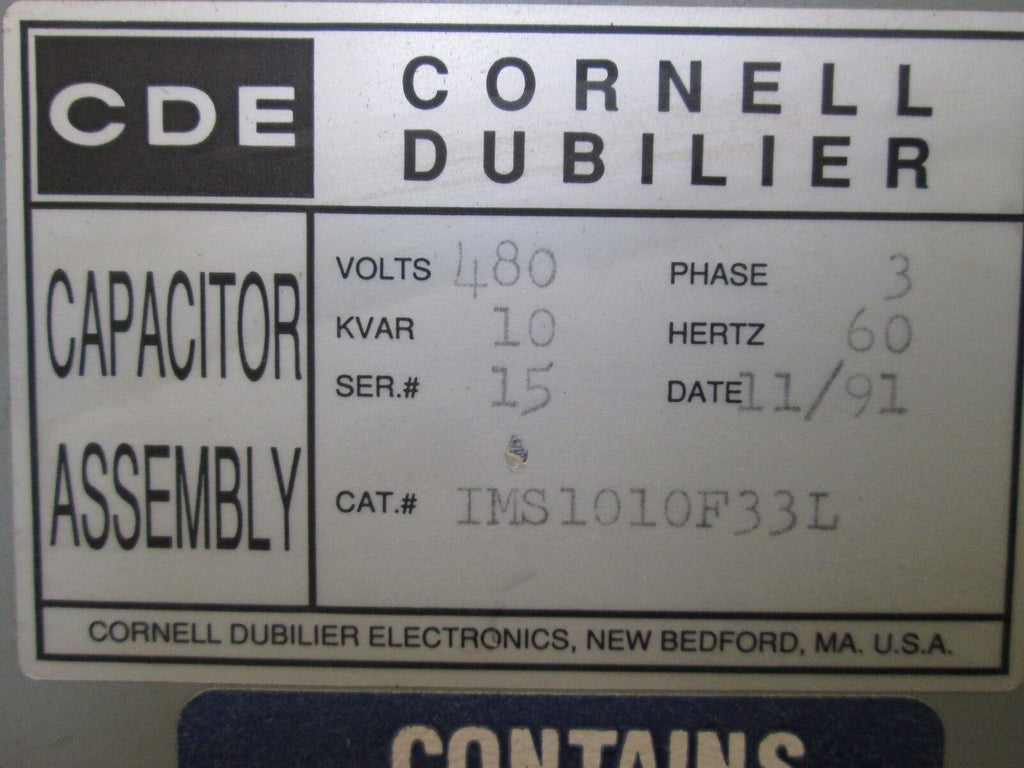 CDE
CORNELL
DUBILIER
CAPACITOR
ASSEMBLY
VOLTS 480 PHASE 3
KVAR 10 HERTZ 60
SER.# 15 DATE 11/91
CAT.# IMS1010F33L
CORNELL DUBILIER ELECTRONICS, NEW BEDFORD, MA. U.S.A.
CONTAINS